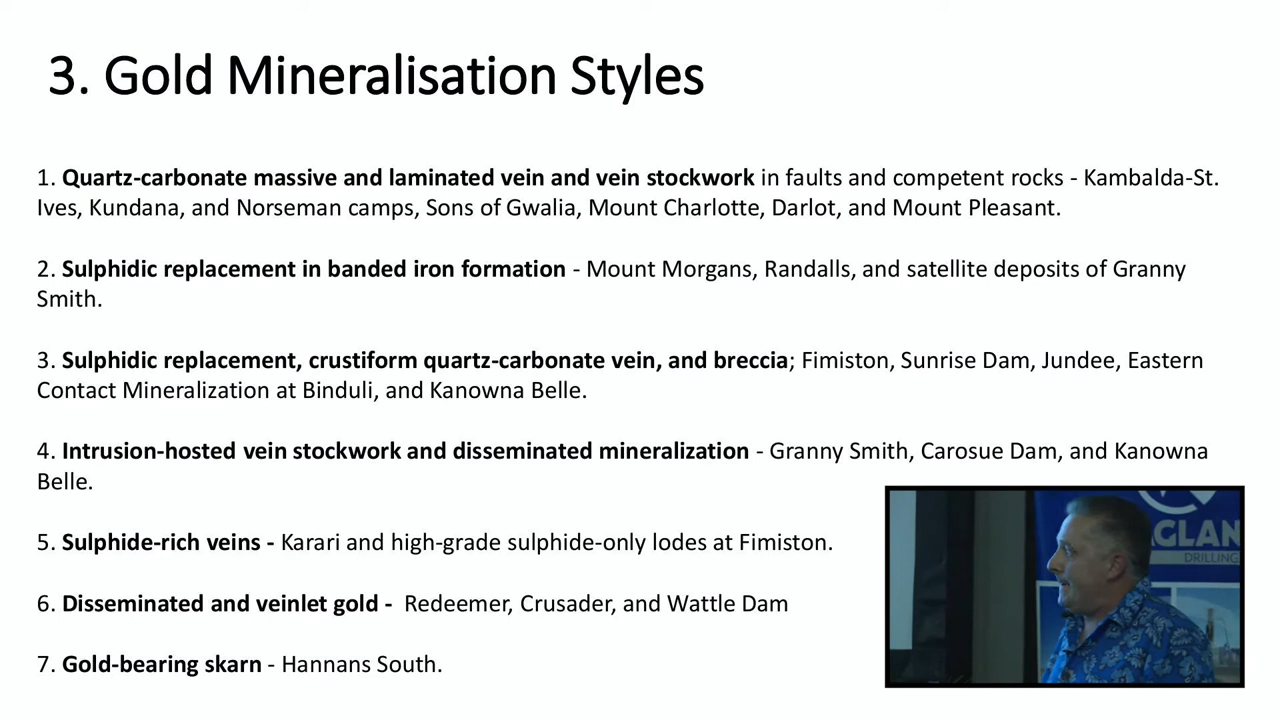 3. Gold Mineralisation Styles
1. Quartz-carbonate massive and laminated vein and vein stockwork in faults and competent rocks - Kambalda-St.
Ives, Kundana, and Norseman camps, Sons of Gwalia, Mount Charlotte, Darlot, and Mount Pleasant.
2. Sulphidic replacement in banded iron formation - Mount Morgans, Randalls, and satellite deposits of Granny
Smith.
3. Sulphidic replacement, crustiform quartz-carbonate vein, and breccia; Fimiston, Sunrise Dam, Jundee, Eastern
Contact Mineralization at Binduli, and Kanowna Belle.
4. Intrusion-hosted vein stockwork and disseminated mineralization - Granny Smith, Carosue Dam, and Kanowna
Belle.
5. Sulphide-rich veins - Karari and high-grade sulphide-only lodes at Fimiston.
6. Disseminated and veinlet gold - Redeemer, Crusader, and Wattle Dam
7. Gold-bearing skarn - Hannans South.
AGLAN
DRILLING